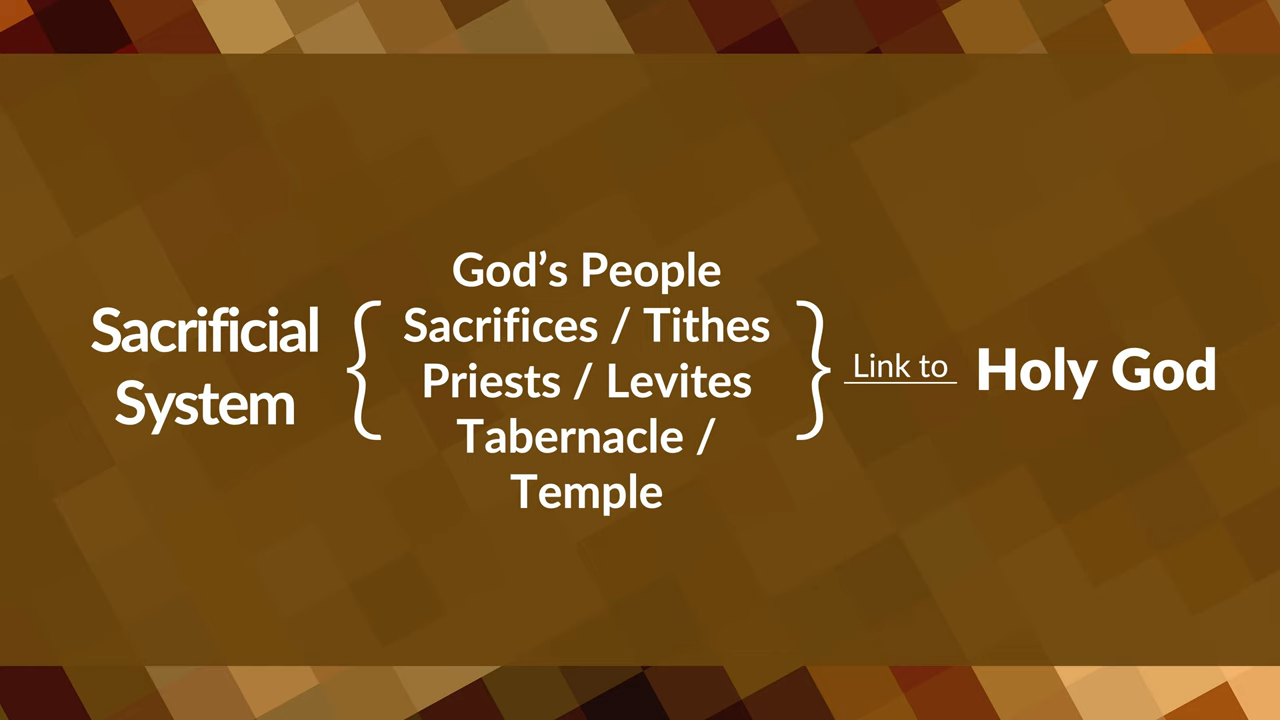 Sacrificial
System
{
God’s People
Sacrifices / Tithes
Priests / Levites
Tabernacle /
Temple
}
Link to
Holy God